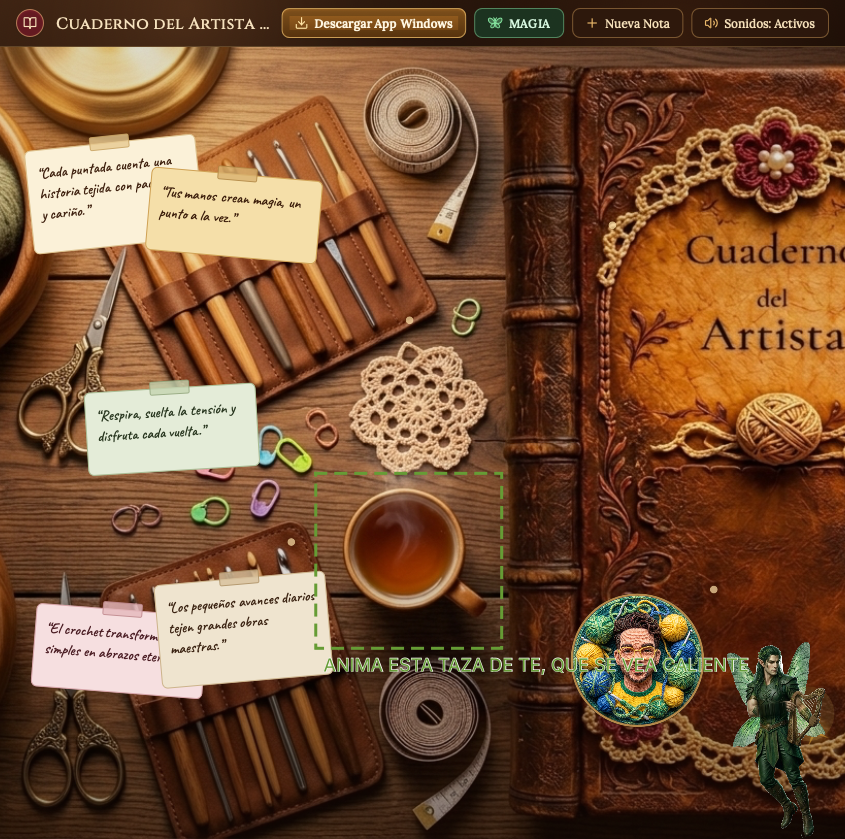 Cuaderno del Artista ...
Descargar App Windows
MAGIA
Nueva Nota
Sonidos: Activos
“Cada puntada cuenta una
historia tejida con
y cariño.”
“Tus manos crean magia, un
punto a la vez.”
“Respira, suelta la tensión y
disfruta cada vuelta.”
“El crochet
simples en abrazos
“Los pequeños avances diarios
tejen grandes obras
maestras.”
Cuaderno
del
Artista
ANIMA ESTA TAZA DE TE, QUE SE VEA CALIENTE